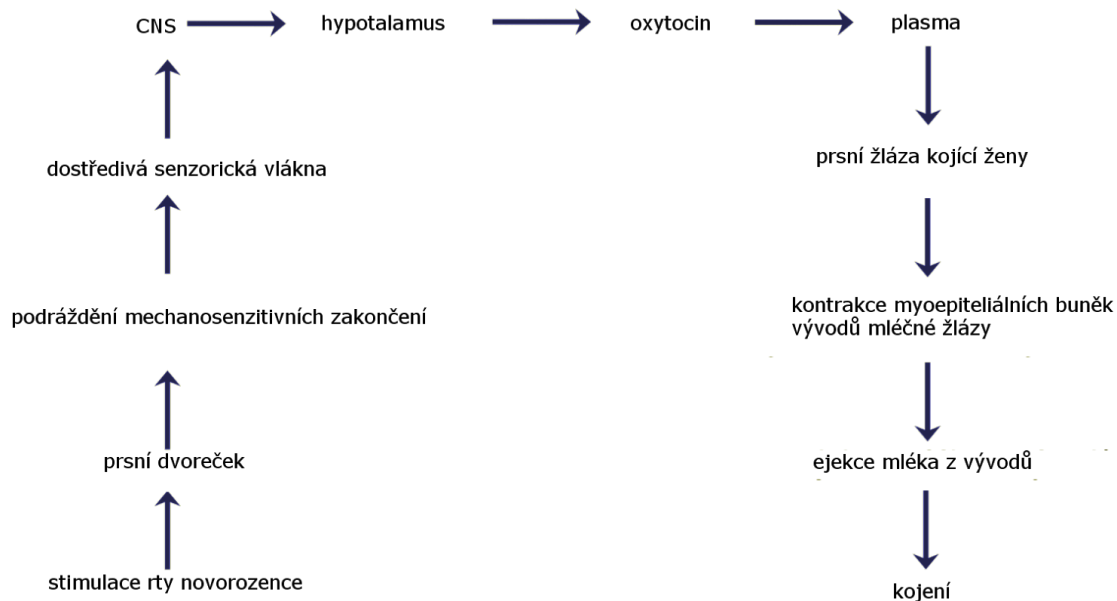 CNS
hypotalamus
oxytocin
plasma
dostředivá senzorická vlákna
prsní žláza kojící ženy
podráždění mechanosenzitivních zakončení
kontrakce myoepiteliálních buněk
vývodů mléčné žlázy
prsní dvoreček
ejekce mléka z vývodů
stimulace rty novorozence
kojení